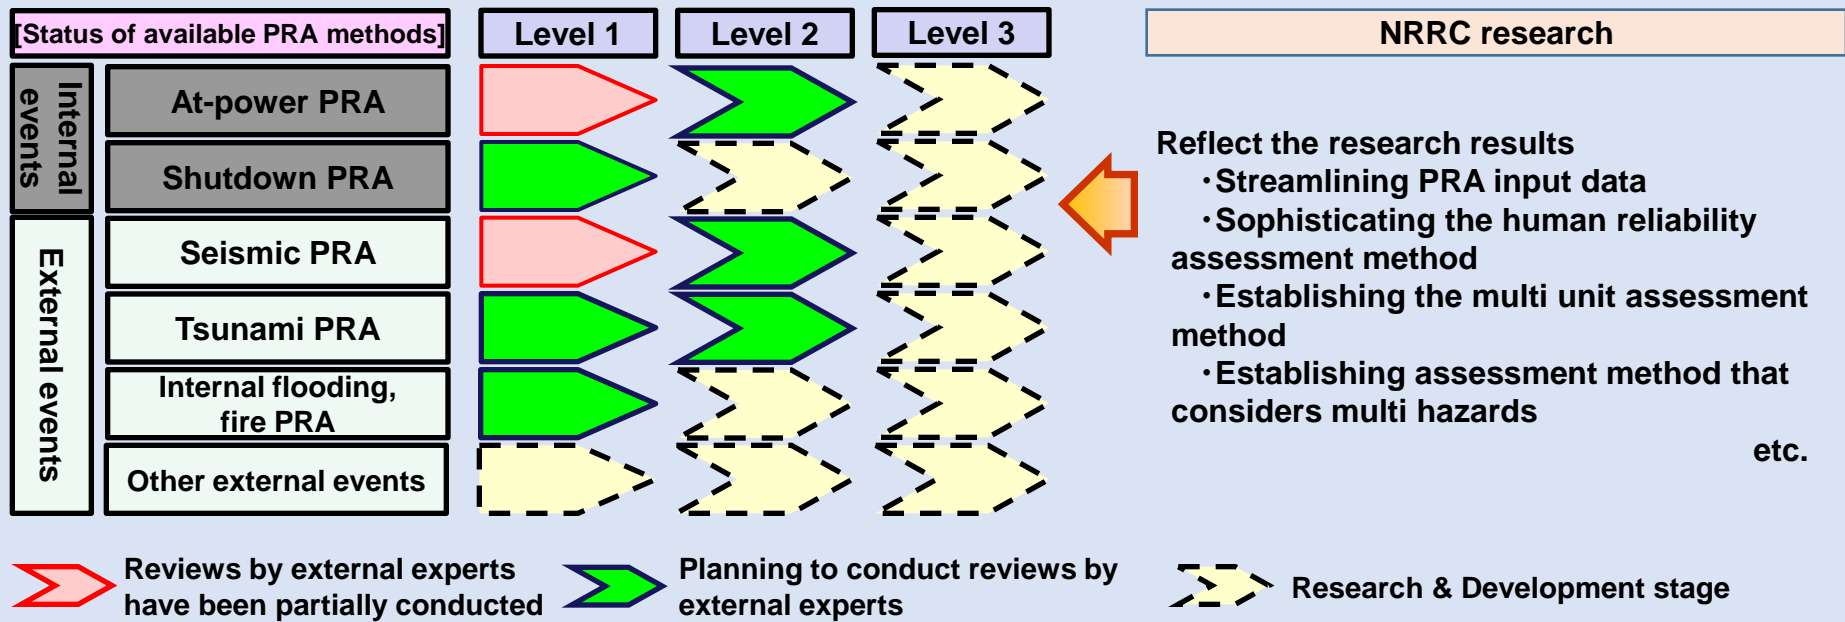 [Status of available PRA methods]
Level 1
Level 2
Level 3
NRRC research
Internal
events
At-power PRA
Shutdown PRA
External events
Seismic PRA
Tsunami PRA
Internal flooding,
fire PRA
Other external events
Reflect the research results
・Streamlining PRA input data
・Sophisticating the human reliability
assessment method
・Establishing the multi unit assessment
method
・Establishing assessment method that
considers multi hazards
etc.
Reviews by external experts
have been partially conducted
Planning to conduct reviews by
external experts
Research & Development stage